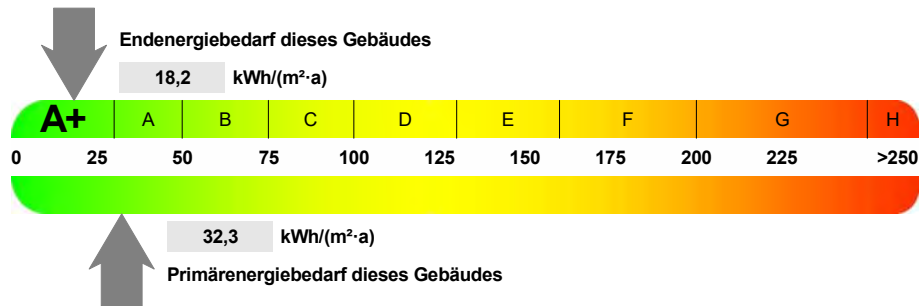 Endenergiebedarf dieses Gebäudes
18,2 kWh/(m²·a)
A+ A B C D E F G H
0 25 50 75 100 125 150 175 200 225 >250
32,3 kWh/(m²·a)
Primärenergiebedarf dieses Gebäudes